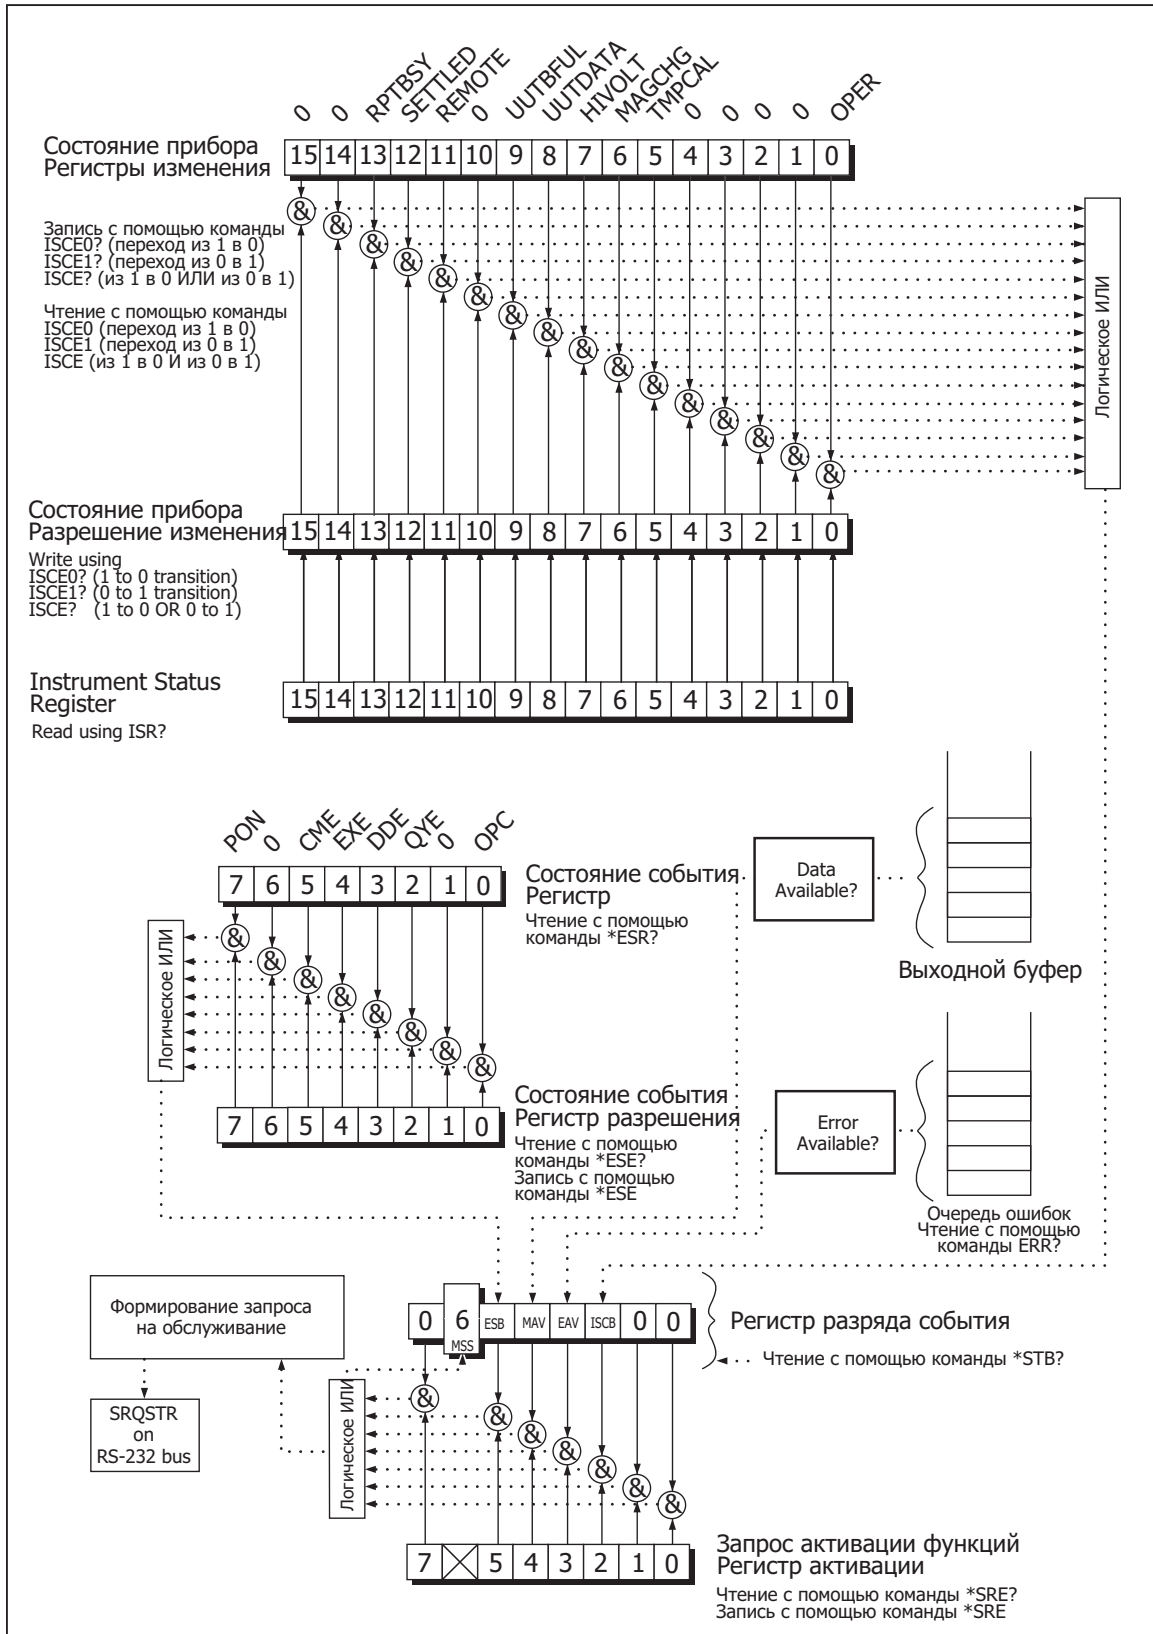 0 0 RPTBSY SETTLED REMOTE 0 UUTBFUL UUTDATA HIVOLT MAGCHG TMPCAL 0 0 0 0 OPER
Состояние прибора
Регистры изменения
15 14 13 12 11 10 9 8 7 6 5 4 3 2 1 0
& & & & & & & & & & & & & & & &
Запись с помощью команды
ISCE0? (переход из 1 в 0)
ISCE1? (переход из 0 в 1)
ISCE? (из 1 в 0 ИЛИ из 0 в 1)
Чтение с помощью команды
ISCE0 (переход из 1 в 0)
ISCE1 (переход из 0 в 1)
ISCE (из 1 в 0 И из 0 в 1)
Логическое ИЛИ
Состояние прибора
Разрешение изменения
15 14 13 12 11 10 9 8 7 6 5 4 3 2 1 0
Write using
ISCE0? (1 to 0 transition)
ISCE1? (0 to 1 transition)
ISCE? (1 to 0 OR 0 to 1)
Instrument Status
Register
15 14 13 12 11 10 9 8 7 6 5 4 3 2 1 0
Read using ISR?
PON 0 CME EXE DDE QYE 0 OPC
7 6 5 4 3 2 1 0
Состояние события
Регистр
Чтение с помощью
команды *ESR?
Data
Available?
Выходной буфер
& & & & & & & &
Логическое ИЛИ
Состояние события
Регистр разрешения
7 6 5 4 3 2 1 0
Чтение с помощью
команды *ESE?
Запись с помощью
команды *ESE
Error
Available?
Очередь ошибок
Чтение с помощью
команды ERR?
Формирование запроса
на обслуживание
0 6 MSS ESB MAV EAV ISCB 0 0
Регистр разряда события
Чтение с помощью команды *STB?
SRQSTR
on
RS-232 bus
Логическое ИЛИ
& & & & & & &
7 5 4 3 2 1 0
Запрос активации функций
Регистр активации
Чтение с помощью команды *SRE?
Запись с помощью команды *SRE